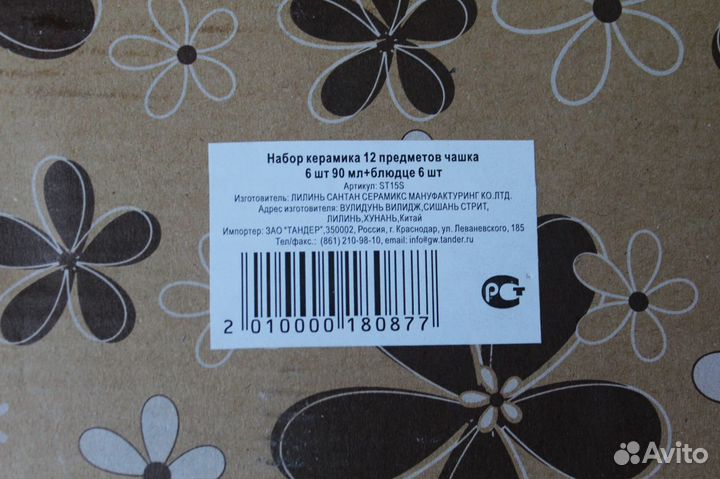 Набор керамика 12 предметов чашка
6 шт 90 мл+блюдце 6 шт
Артикул: ST15S
Изготовитель: ЛИЛИНЬ САНТАН СЕРАМИКС МАНУФАКТУРИНГ КО.ЛТД.
Адрес изготовителя: ВУЛИДУНЬ ВИЛИДЖ,СИШАНЬ СТРИТ,
ЛИЛИНЬ,ХУНАНЬ,Китай
Импортер: ЗАО "ТАНДЕР",350002, Россия, г. Краснодар, ул. Леваневского, 185
Тел/факс.: (861) 210-98-10, email: info@gw.tander.ru
РСТ
2 010000 180877
Avito